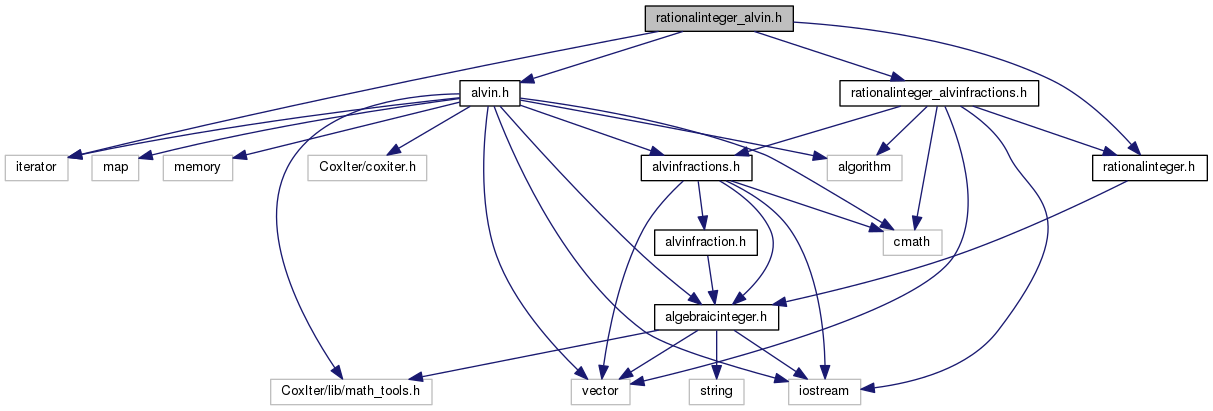 rationalinteger_alvin.h
alvin.h
rationalinteger_alvinfractions.h
iterator
map
memory
CoxIter/coxiter.h
alvinfractions.h
algorithm
rationalinteger.h
alvinfraction.h
cmath
algebraicinteger.h
CoxIter/lib/math_tools.h
vector
string
iostream